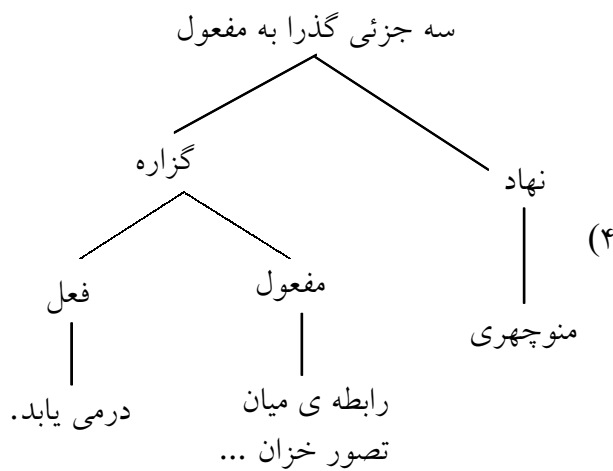 سه جزئی گذرا به مفعول
گزاره
نهاد
۴)
مفعول
فعل
منوچهری
رابطه ی میان
تصور خزان ...
درمی یابد.